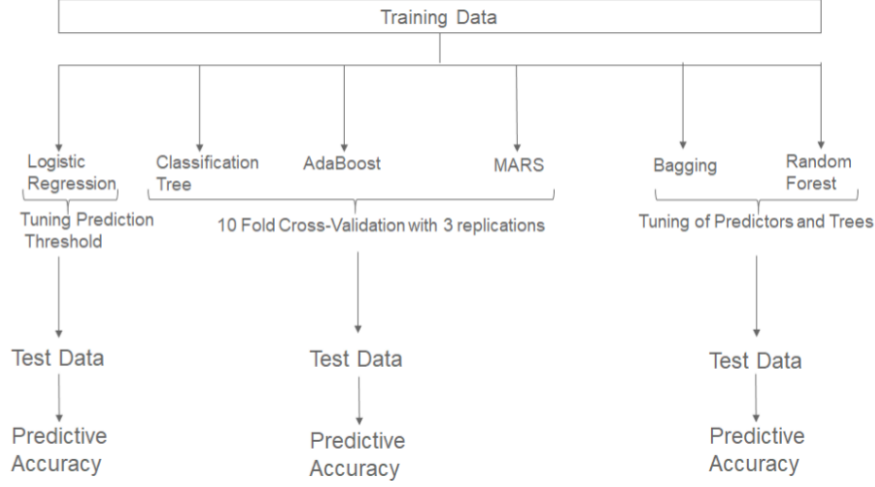 Training Data
Logistic
Regression
Classification
Tree
AdaBoost
MARS
Bagging
Random
Forest
Tuning Prediction
Threshold
10 Fold Cross-Validation with 3 replications
Tuning of Predictors and Trees
Test Data
Test Data
Test Data
Predictive
Accuracy
Predictive
Accuracy
Predictive
Accuracy